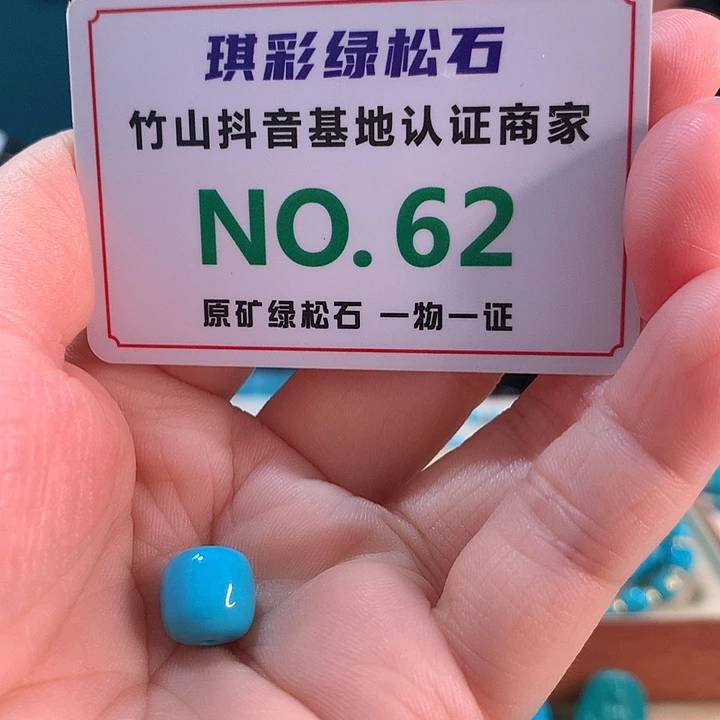 琪彩绿松石
竹山抖音基地认证商家
NO.62
原矿绿松石 一物一证